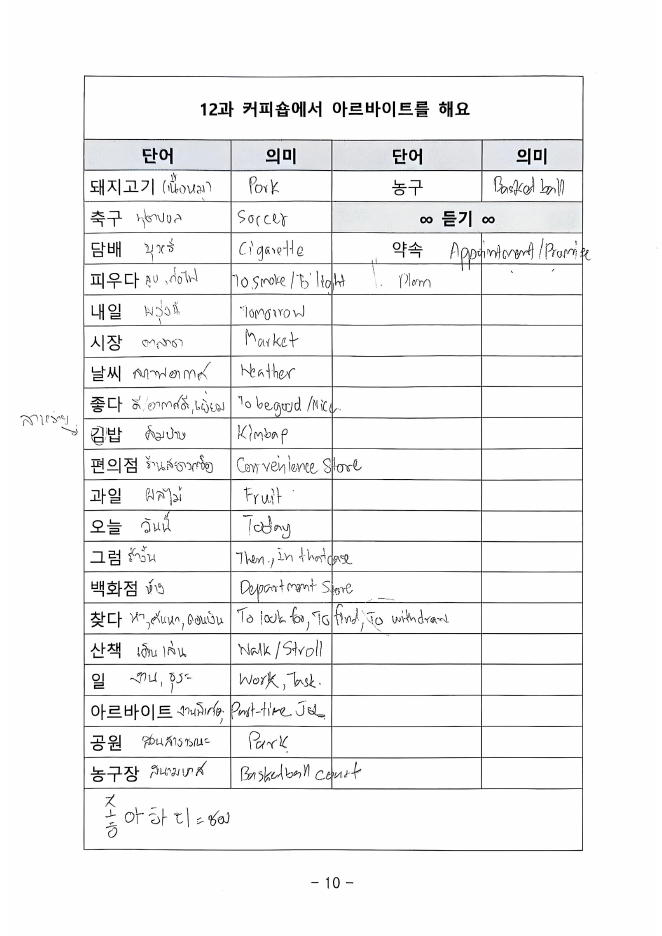 12과 커피숍에서 아르바이트를 해요
단어 의미 단어 의미
돼지고기 (เนื้อหมู) Pork 농구 Basketball
축구 ฟุตบอล Soccer ∞ 듣기 ∞
담배 บุหรี่ Cigarette 약속 Appointment/Promise
피우다 สูบ, ก่อไฟ To smoke/To light Plan
내일 พรุ่งนี้ Tomorrow
시장 ตลาด Market
날씨 สภาพอากาศ Weather
좋다 ดี/อากาศดี,เยี่ยม To be good/Nice
สาหร่าย
김밥 คิมบับ Kimbap
편의점 ร้านสะดวกซื้อ Convenience Store
과일 ผลไม้ Fruit
오늘 วันนี้ Today
그럼 งั้น Then, In that case
백화점 ห้าง Department Store
찾다 หา,ค้นหา,ถอนเงิน To look for, To find, To withdraw
산책 เดินเล่น Walk/Stroll
일 งาน, ธุระ Work, Task.
아르바이트 Part-time Job
공원 สวนสาธารณะ Park
농구장 สนามบาส Basketball court
아하다 = ชอบ
- 10 -